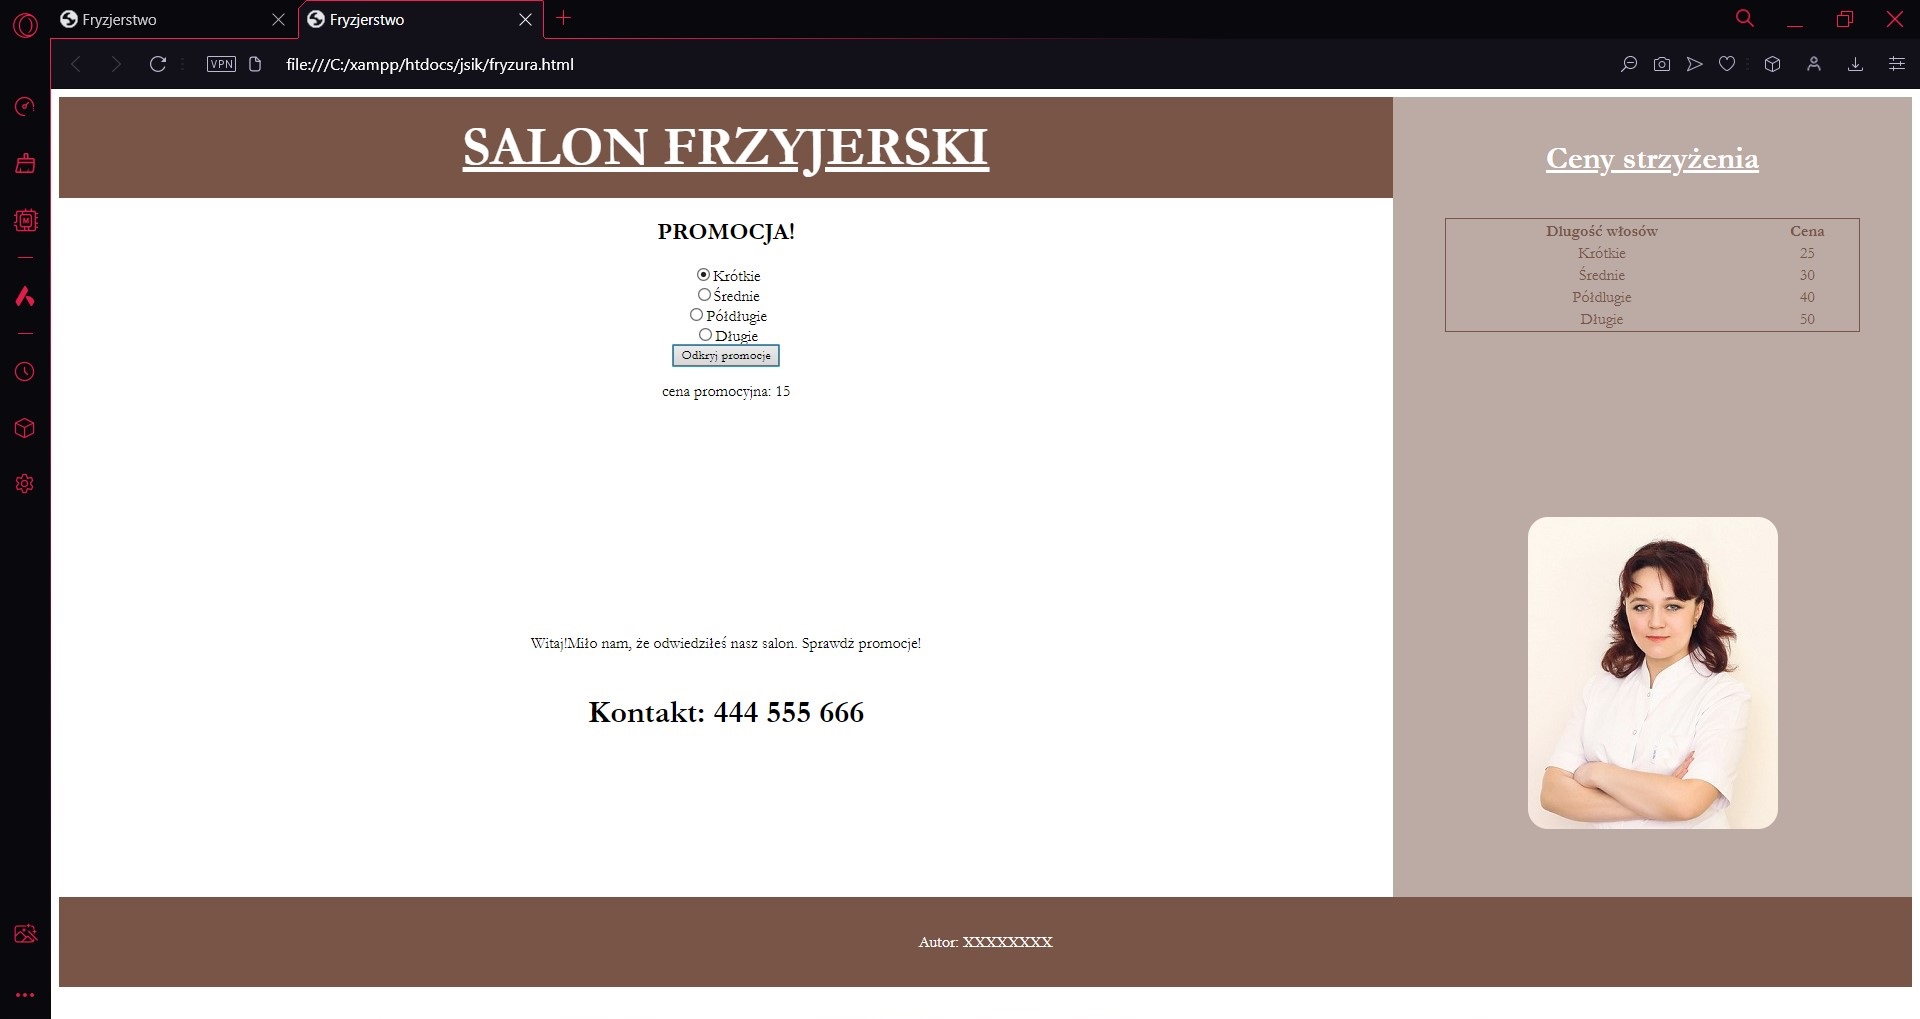 Fryzjerstwo
Fryzjerstwo
VPN
file:///C:/xampp/htdocs/jsik/fryzura.html
SALON FRZYJERSKI
PROMOCJA!
Krótkie
Średnie
Półdługie
Długie
Odkryj promocje
cena promocyjna: 15
Witaj!Miło nam, że odwiedziłeś nasz salon. Sprawdź promocje!
Kontakt: 444 555 666
Ceny strzyżenia
Dlugość włosów Cena
Krótkie 25
Średnie 30
Półdlugie 40
Długie 50
Autor: XXXXXXXX